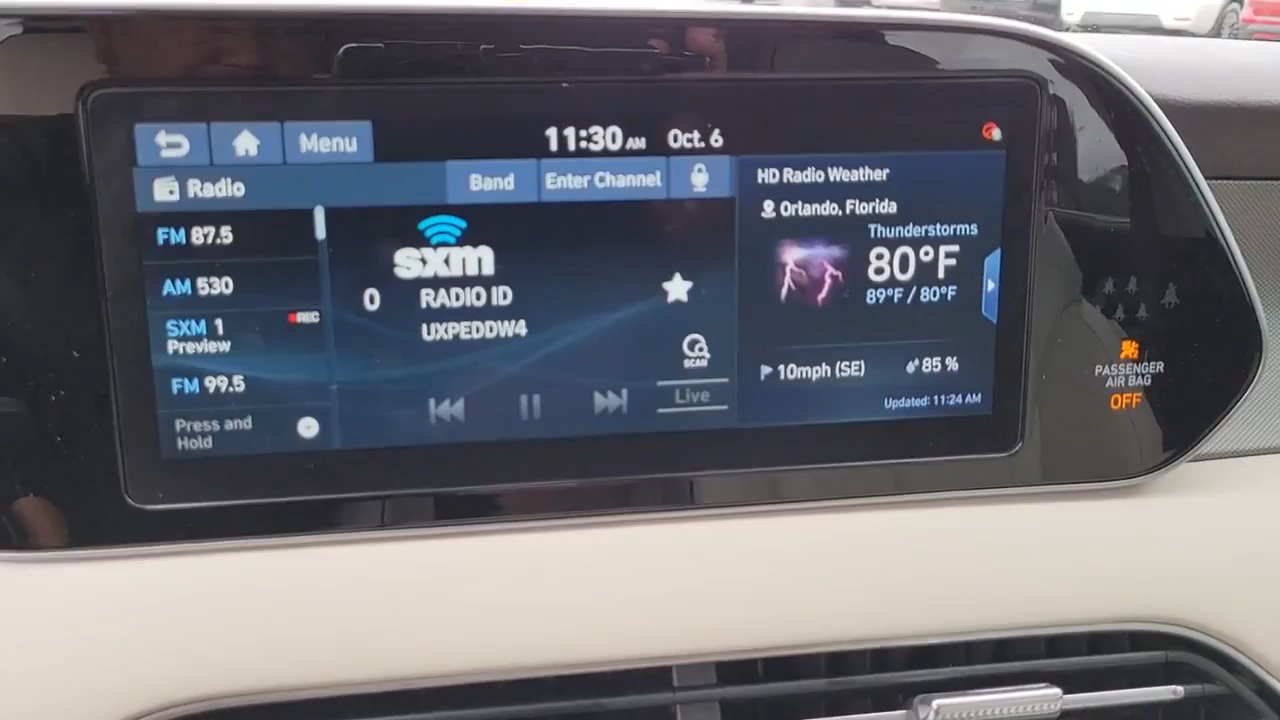 Menu
11:30 AM Oct. 6
Radio
Band
Enter Channel
FM 87.5
AM 530
SXM 1
REC
Preview
FM 99.5
Press and
Hold
sxm
0
RADIO ID
UXPEDDW4
SCAN
Live
HD Radio Weather
Orlando, Florida
Thunderstorms
80°F
89°F / 80°F
10mph (SE)
85 %
Updated: 11:24 AM
PASSENGER
AIR BAG
OFF